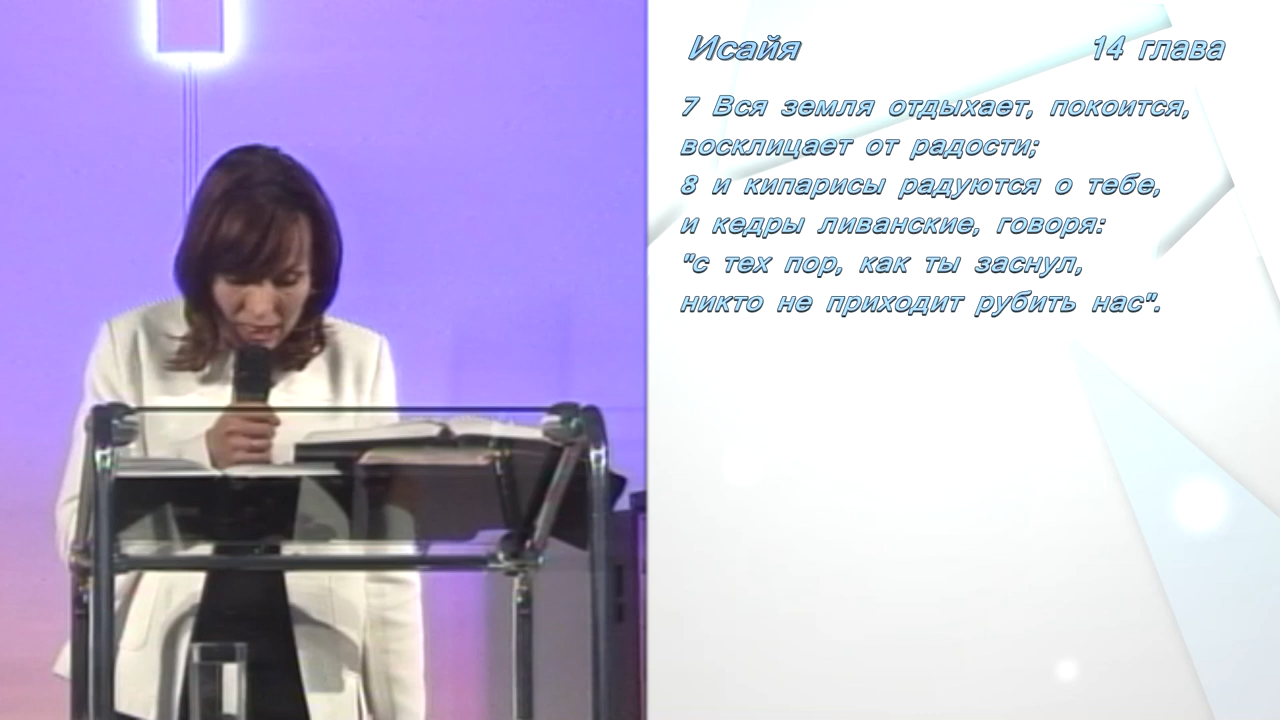 Исайя 14 глава
7 Вся земля отдыхает, покоится,
восклицает от радости;
8 и кипарисы радуются о тебе,
и кедры ливанские, говоря:
"с тех пор, как ты заснул,
никто не приходит рубить нас".